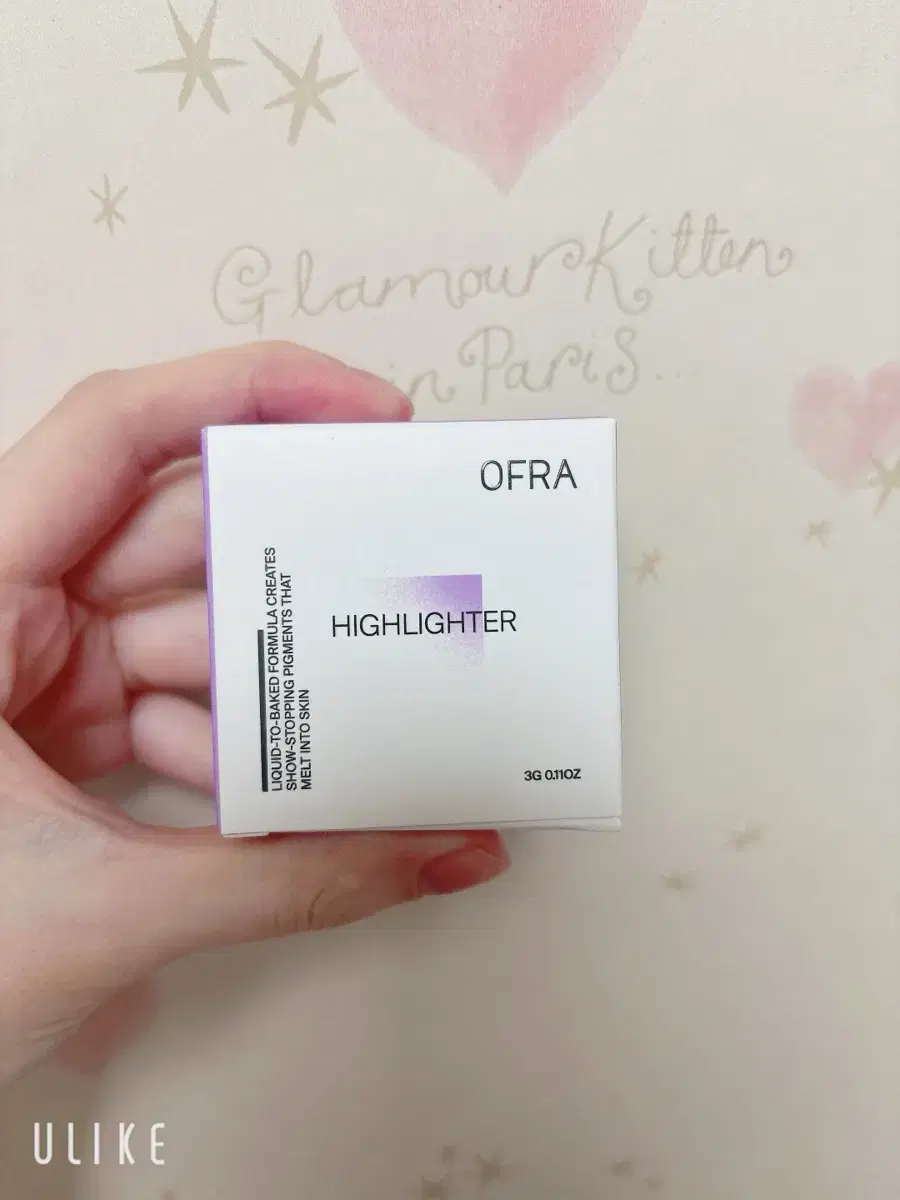 Glamour Kitten
in Paris...
OFRA
HIGHLIGHTER
LIQUID-TO-BAKED FORMULA CREATES
SHOW-STOPPING PIGMENTS THAT
MELT INTO SKIN
3G 0.11OZ
ULIKE